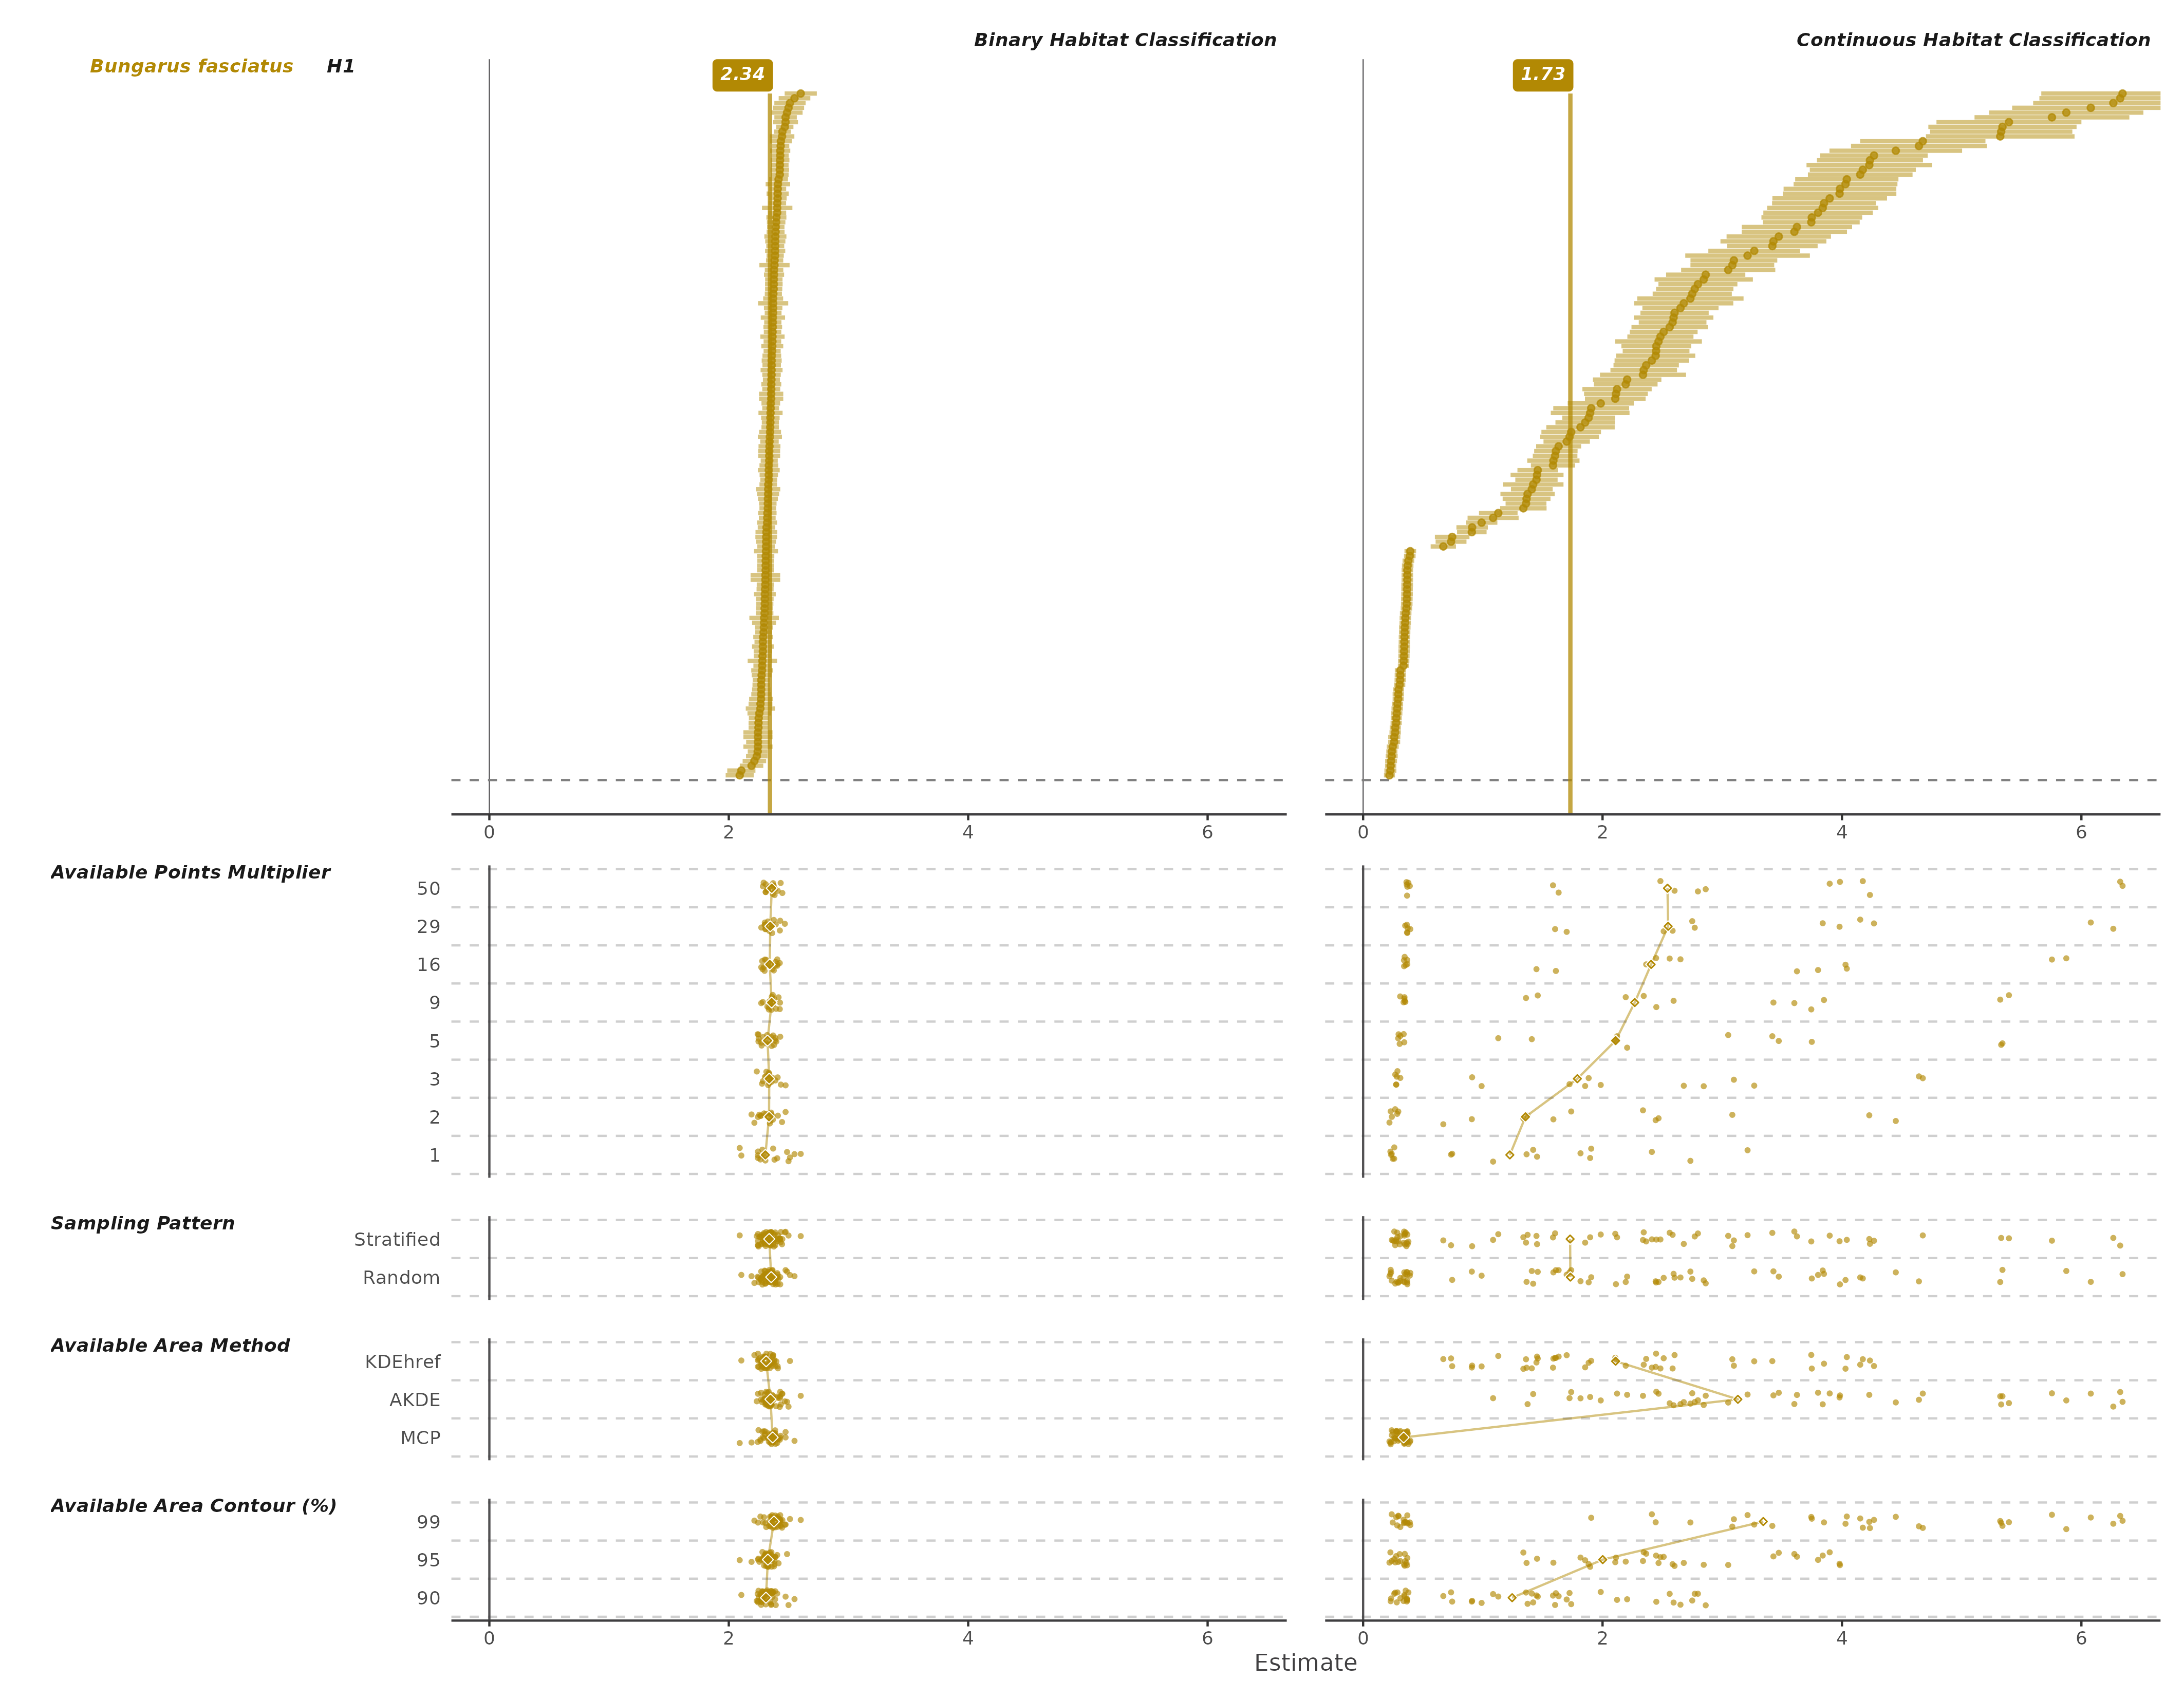 Binary Habitat Classification
Continuous Habitat Classification
Bungarus fasciatus H1
2.34
1.73
0 2 4 6
0 2 4 6
Available Points Multiplier
50
29
16
9
5
3
2
1
Sampling Pattern
Stratified
Random
Available Area Method
KDEhref
AKDE
MCP
Available Area Contour (%)
99
95
90
0 2 4 6
0 2 4 6
Estimate